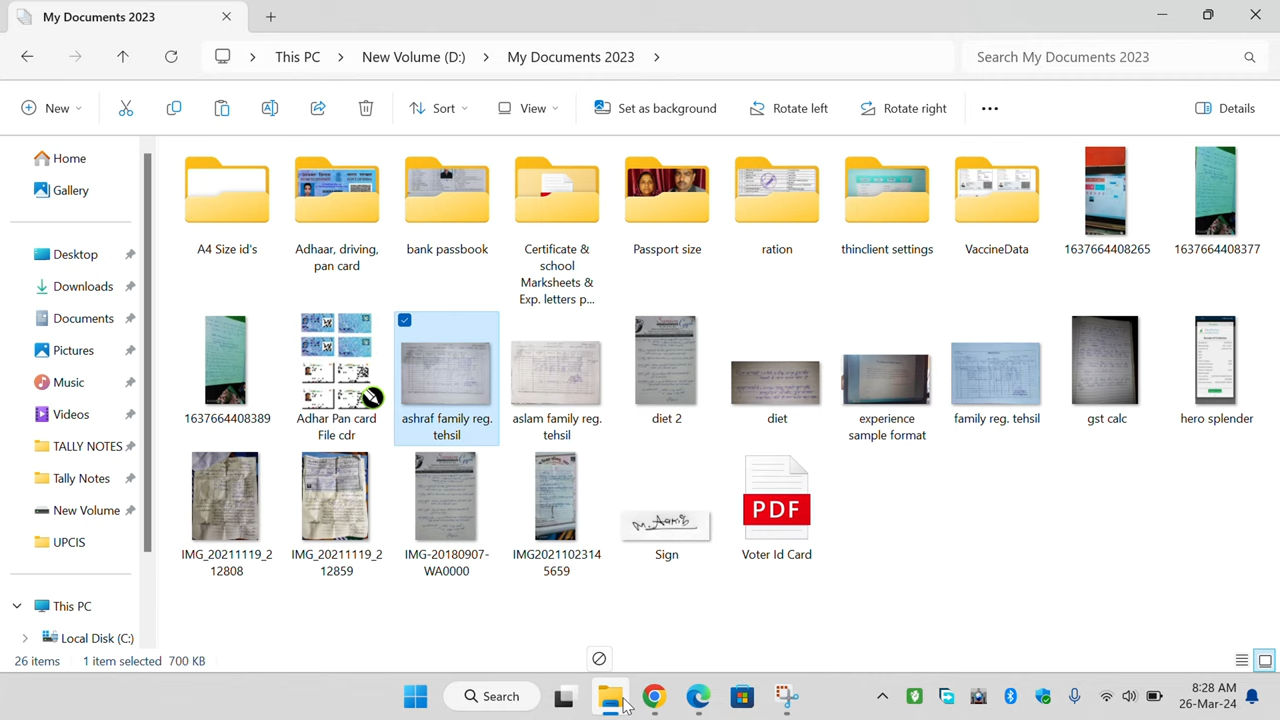 My Documents 2023
This PC
New Volume (D:)
My Documents 2023
Search My Documents 2023
New
Sort
View
Set as background
Rotate left
Rotate right
Details
Home
Gallery
Desktop
Downloads
Documents
Pictures
Music
Videos
TALLY NOTES
Tally Notes
New Volume
UPCIS
This PC
Local Disk (C:)
A4 Size id's
Adhaar, driving,
pan card
bank passbook
Certificate &
school
Marksheets &
Exp. letters p...
Passport size
ration
thinclient settings
VaccineData
1637664408265
1637664408377
1637664408389
Adhar Pan card
File cdr
ashraf family reg.
tehsil
aslam family reg.
tehsil
diet 2
diet
experience
sample format
family reg. tehsil
gst calc
hero splender
IMG_20211119_2
12808
IMG_20211119_2
12859
IMG-20180907-
WA0000
IMG2021102314
5659
Sign
PDF
Voter Id Card
26 items
1 item selected 700 KB
Search
8:28 AM
26-Mar-24